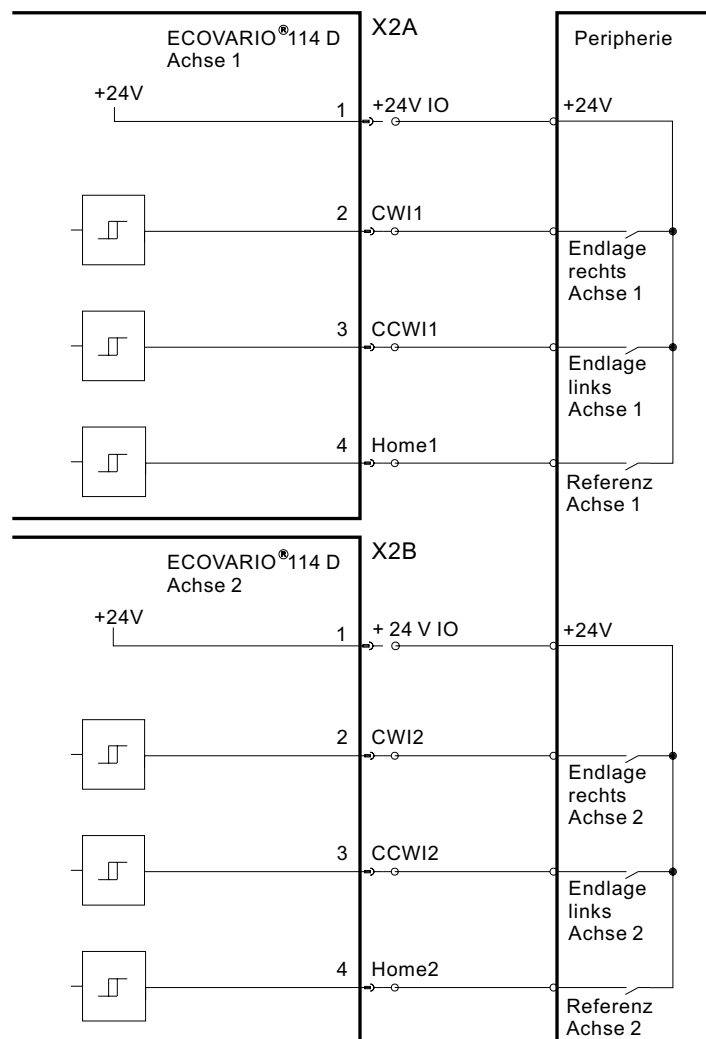 ECOVARIO®114 D
Achse 1
X2A
Peripherie
+24V
1
+24V IO
+24V
2
CWI1
Endlage
rechts
Achse 1
3
CCWI1
Endlage
links
Achse 1
4
Home1
Referenz
Achse 1
ECOVARIO®114 D
Achse 2
X2B
+24V
1
+ 24 V IO
+24V
2
CWI2
Endlage
rechts
Achse 2
3
CCWI2
Endlage
links
Achse 2
4
Home2
Referenz
Achse 2